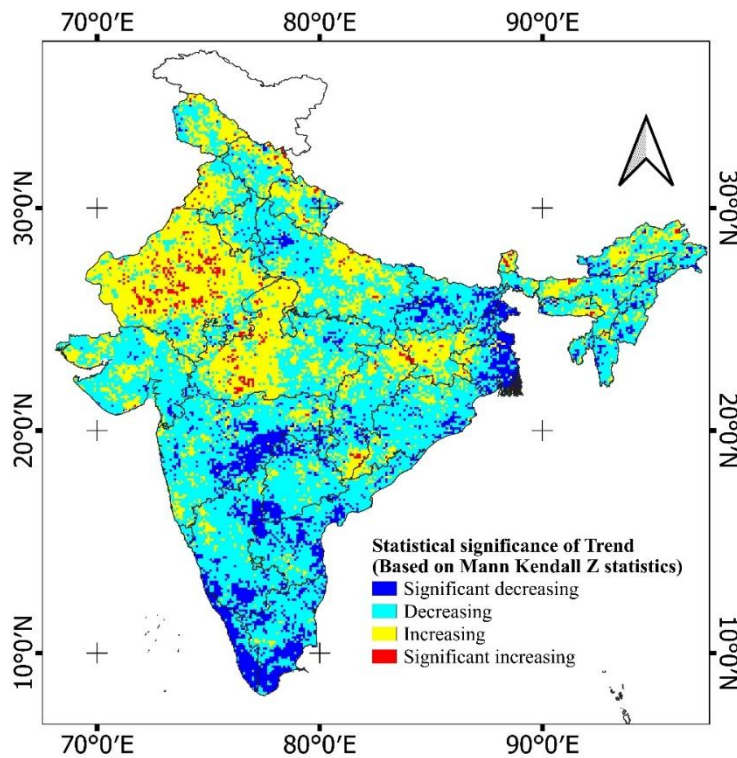 70°0'E 80°0'E 90°0'E
30°0'N 30°0'N
20°0'N 20°0'N
Statistical significance of Trend
(Based on Mann Kendall Z statistics)
Significant decreasing
Decreasing
Increasing
Significant increasing
10°0'N 10°0'N
70°0'E 80°0'E 90°0'E